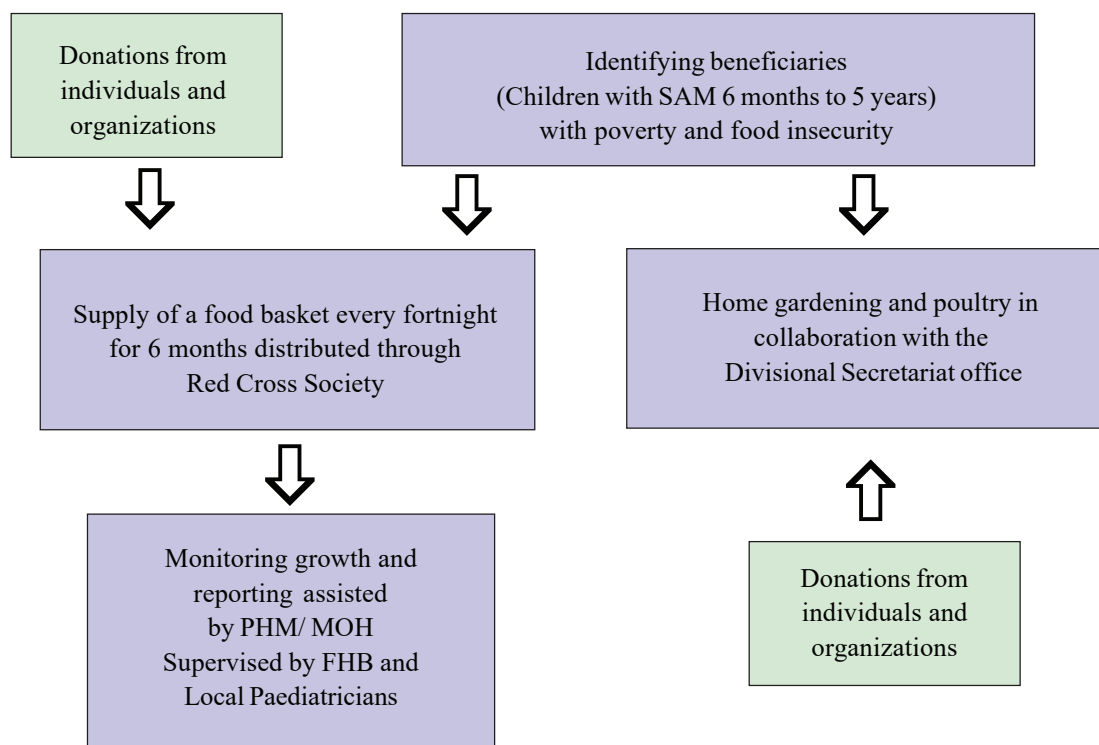 Donations from
individuals and
organizations
Identifying beneficiaries
(Children with SAM 6 months to 5 years)
with poverty and food insecurity
Supply of a food basket every fortnight
for 6 months distributed through
Red Cross Society
Home gardening and poultry in
collaboration with the
Divisional Secretariat office
Monitoring growth and
reporting assisted
by PHM/ MOH
Supervised by FHB and
Local Paediatricians
Donations from
individuals and
organizations